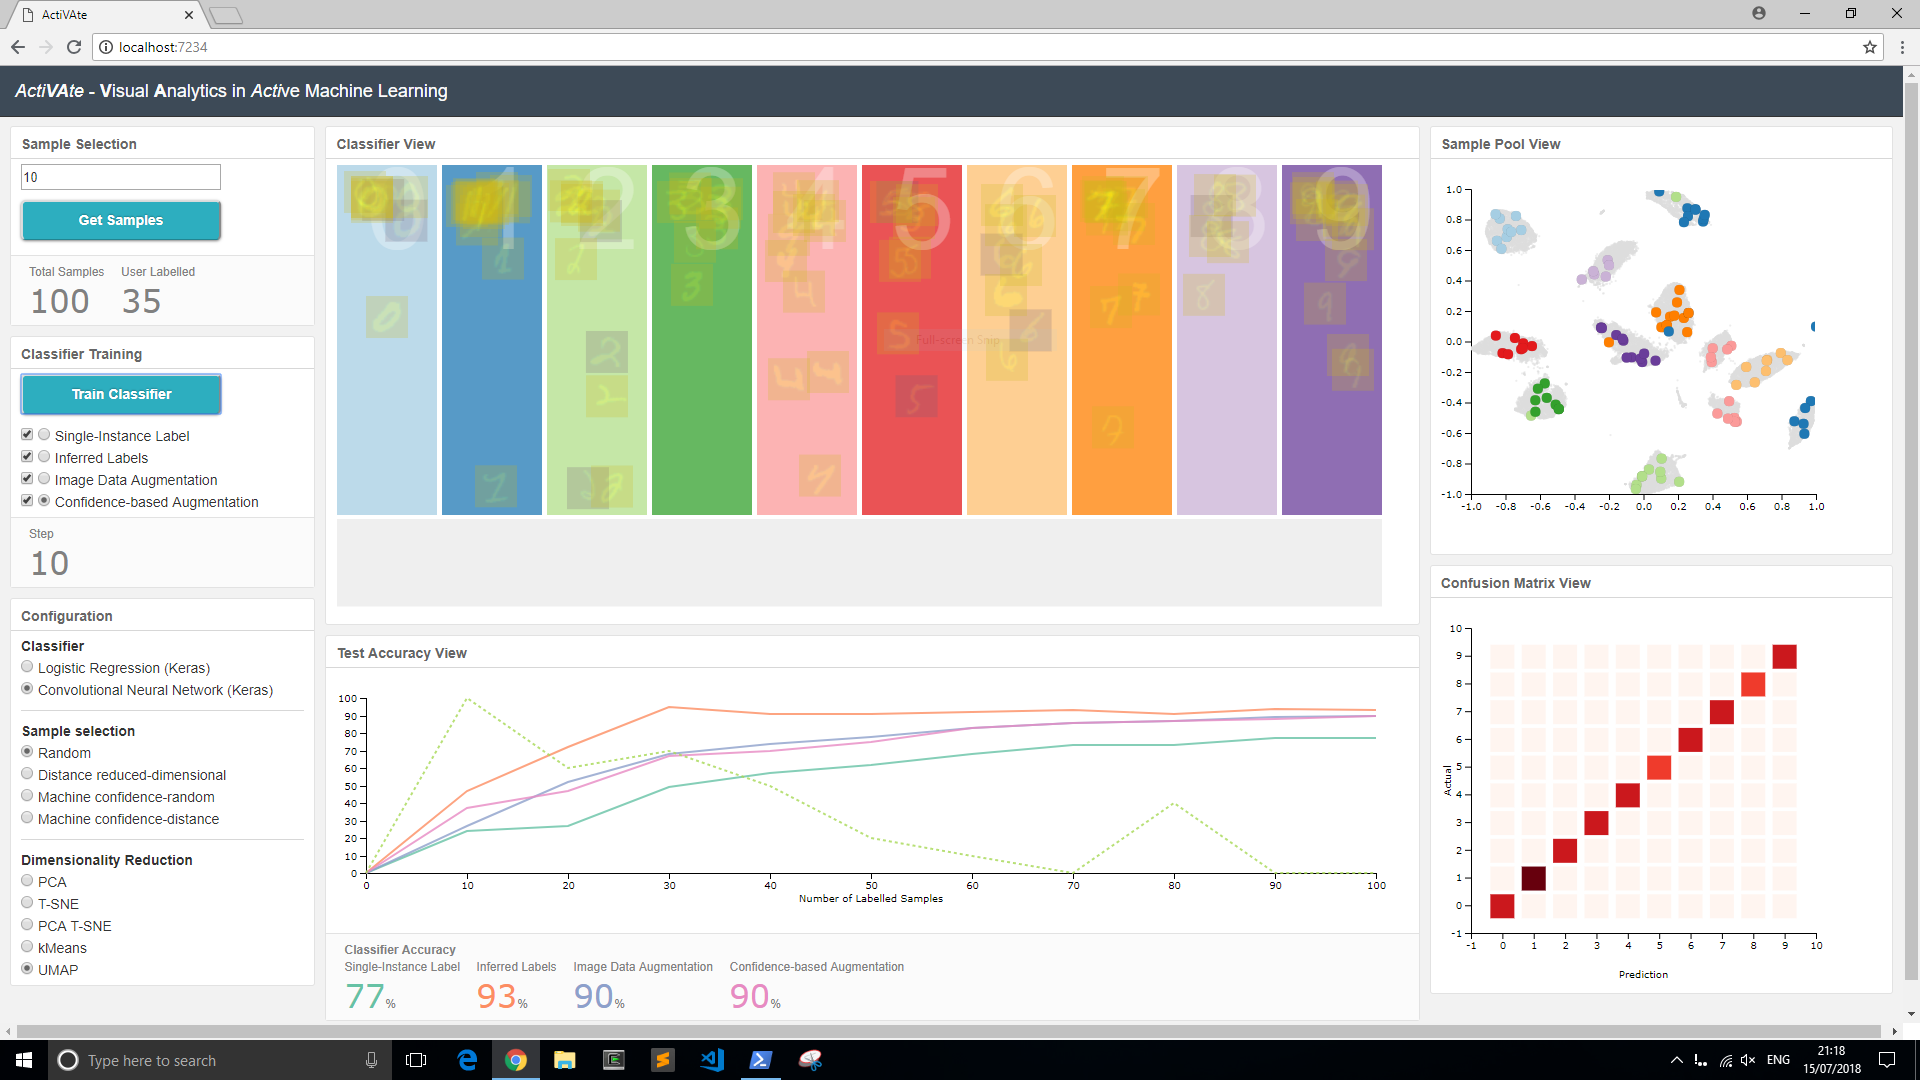 ActiVAte
localhost:7234
ActiVAte - Visual Analytics in Active Machine Learning
Sample Selection
10
Get Samples
Total Samples User Labelled
100 35
Classifier Training
Train Classifier
Single-Instance Label
Inferred Labels
Image Data Augmentation
Confidence-based Augmentation
Step
10
Configuration
Classifier
Logistic Regression (Keras)
Convolutional Neural Network (Keras)
Sample selection
Random
Distance reduced-dimensional
Machine confidence-random
Machine confidence-distance
Dimensionality Reduction
PCA
T-SNE
PCA T-SNE
kMeans
UMAP
Classifier View
0 1 2 3 4 5 6 7 8 9
Full-screen Snip
Test Accuracy View
100
90
80
70
60
50
40
30
20
10
0
0 10 20 30 40 50 60 70 80 90 100
Number of Labelled Samples
Classifier Accuracy
Single-Instance Label Inferred Labels Image Data Augmentation Confidence-based Augmentation
77% 93% 90% 90%
Sample Pool View
1.0
0.8
0.6
0.4
0.2
0.0
-0.2
-0.4
-0.6
-0.8
-1.0
-1.0 -0.8 -0.6 -0.4 -0.2 0.0 0.2 0.4 0.6 0.8 1.0
Confusion Matrix View
10
9
8
7
6
5
4
3
2
1
0
-1
Actual
-1 0 1 2 3 4 5 6 7 8 9 10
Prediction
Type here to search
ENG
21:18
15/07/2018